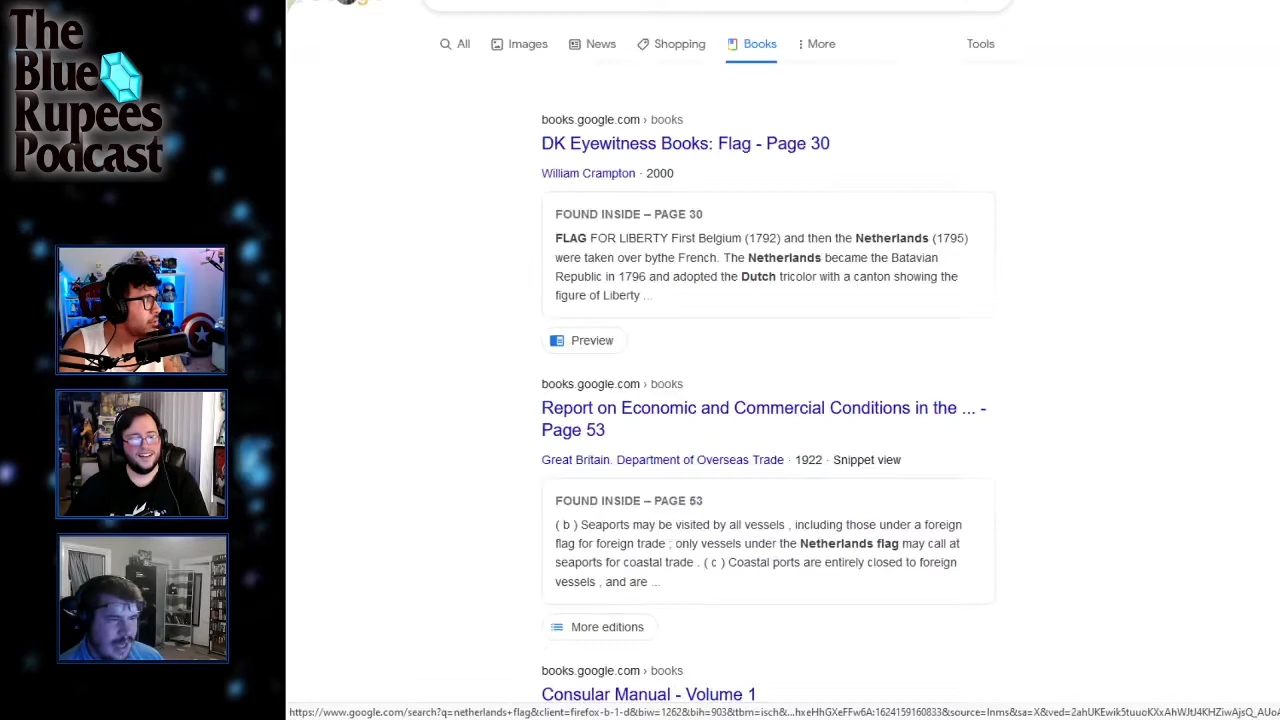 The
Blue
Rupees
Podcast
All
Images
News
Shopping
Books
More
Tools
books.google.com › books
DK Eyewitness Books: Flag - Page 30
William Crampton · 2000
FOUND INSIDE – PAGE 30
FLAG FOR LIBERTY First Belgium (1792) and then the Netherlands (1795)
were taken over bythe French. The Netherlands became the Batavian
Republic in 1796 and adopted the Dutch tricolor with a canton showing the
figure of Liberty ...
Preview
books.google.com › books
Report on Economic and Commercial Conditions in the ... -
Page 53
Great Britain. Department of Overseas Trade · 1922 · Snippet view
FOUND INSIDE – PAGE 53
( b ) Seaports may be visited by all vessels , including those under a foreign
flag for foreign trade ; only vessels under the Netherlands flag may call at
seaports for coastal trade . ( c ) Coastal ports are entirely closed to foreign
vessels , and are ...
More editions
books.google.com › books
Consular Manual - Volume 1